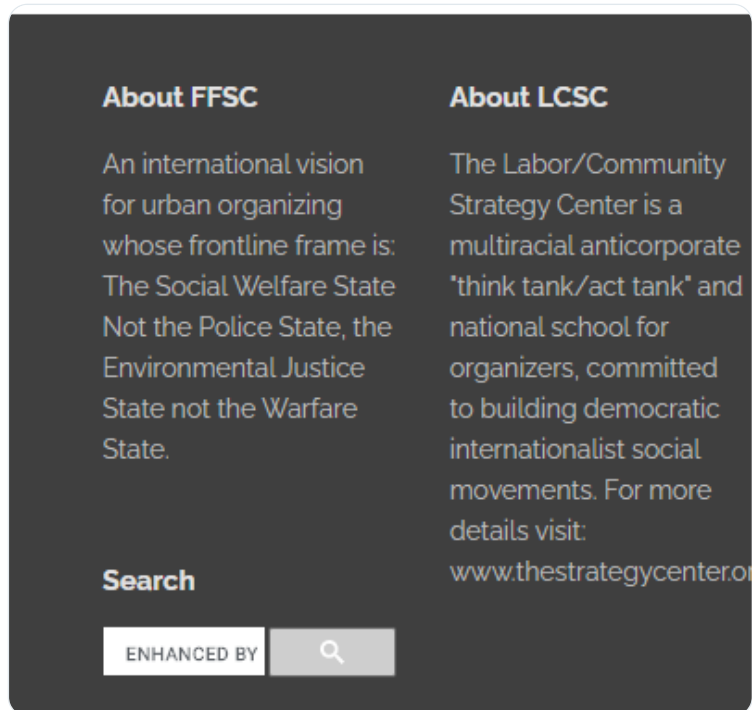 About FFSC
An international vision
for urban organizing
whose frontline frame is:
The Social Welfare State
Not the Police State, the
Environmental Justice
State not the Warfare
State.
Search
ENHANCED BY
About LCSC
The Labor/Community
Strategy Center is a
multiracial anticorporate
"think tank/act tank" and
national school for
organizers, committed
to building democratic
internationalist social
movements. For more
details visit:
www.thestrategycenter.or